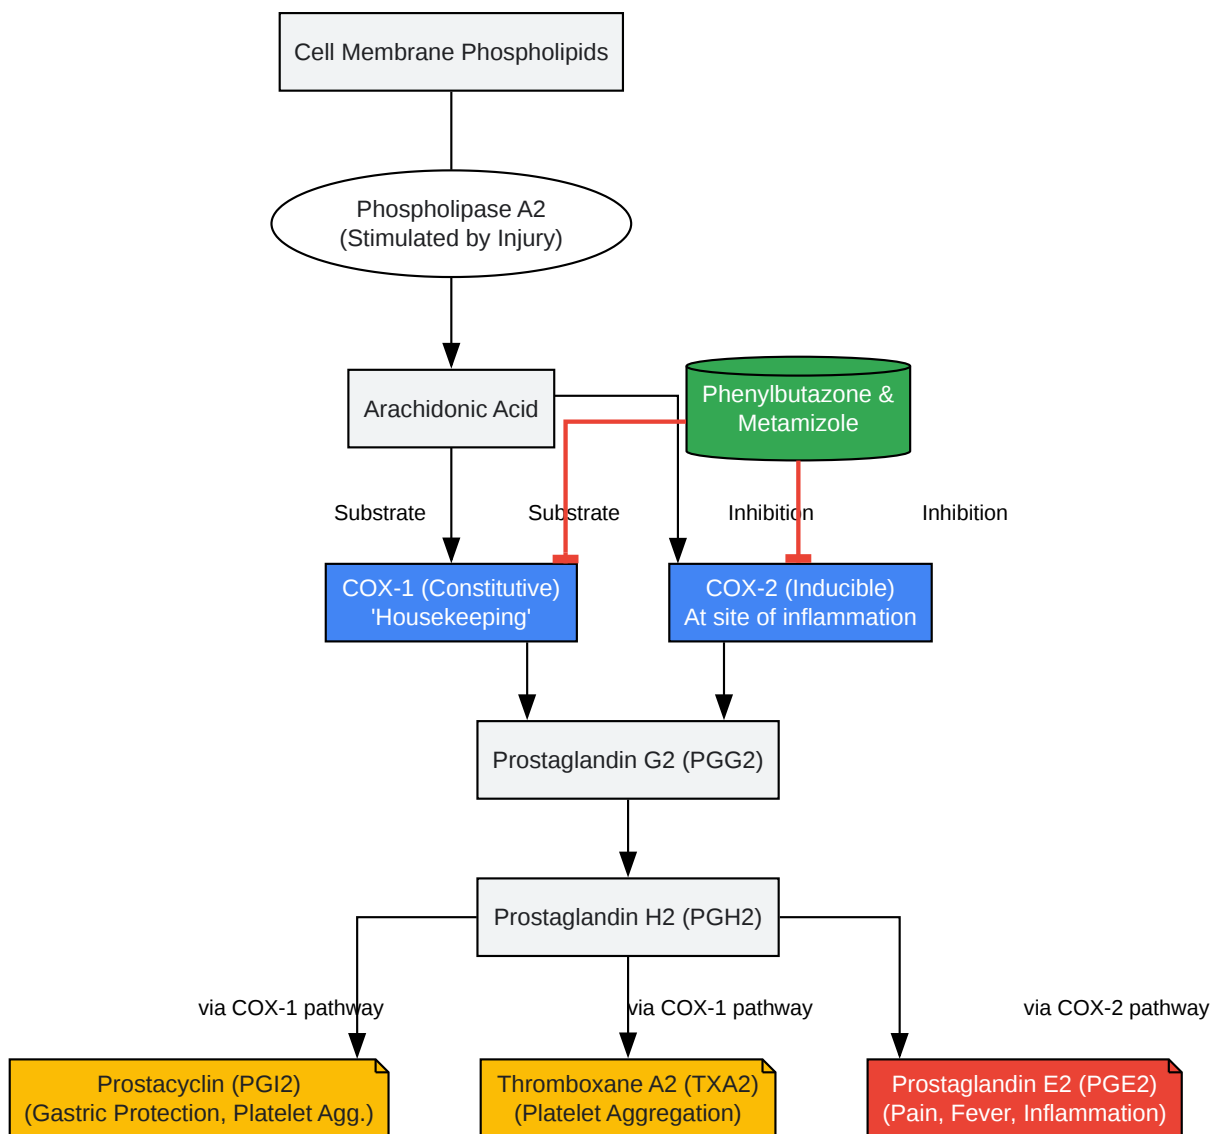 Cell Membrane Phospholipids
Phospholipase A2
(Stimulated by Injury)
Arachidonic Acid
Phenylbutazone &
Metamizole
Substrate
Substrate
Inhibition
Inhibition
COX-1 (Constitutive)
'Housekeeping'
COX-2 (Inducible)
At site of inflammation
Prostaglandin G2 (PGG2)
Prostaglandin H2 (PGH2)
via COX-1 pathway
via COX-1 pathway
via COX-2 pathway
Prostacyclin (PGI2)
(Gastric Protection, Platelet Agg.)
Thromboxane A2 (TXA2)
(Platelet Aggregation)
Prostaglandin E2 (PGE2)
(Pain, Fever, Inflammation)